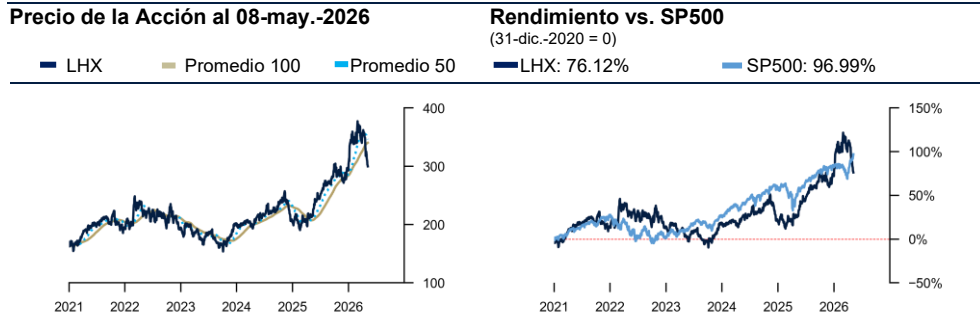 Precio de la Acción al 08-may.-2026
LHX Promedio 100 Promedio 50
400
300
200
100
2021 2022 2023 2024 2025 2026
Rendimiento vs. SP500
(31-dic.-2020 = 0)
LHX: 76.12% SP500: 96.99%
150%
100%
50%
0%
−50%
2021 2022 2023 2024 2025 2026